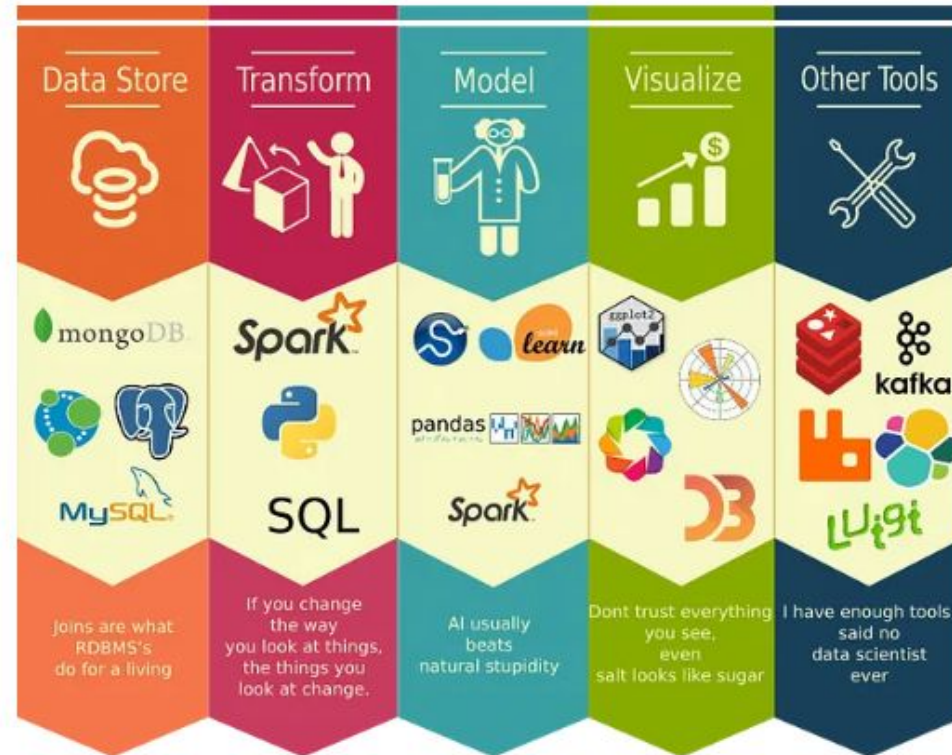 Data Store
Transform
Model
Visualize
Other Tools
$
mongoDB
MySQL
Spark
SQL
learn
pandas
Spark
ggplot2
D3
kafka
Luigi
Joins are what
RDBMS's
do for a living
If you change
the way
you look at things,
the things you
look at change.
AI usually
beats
natural stupidity
Dont trust everything
you see,
even
salt looks like sugar
I have enough tools
said no
data scientist
ever